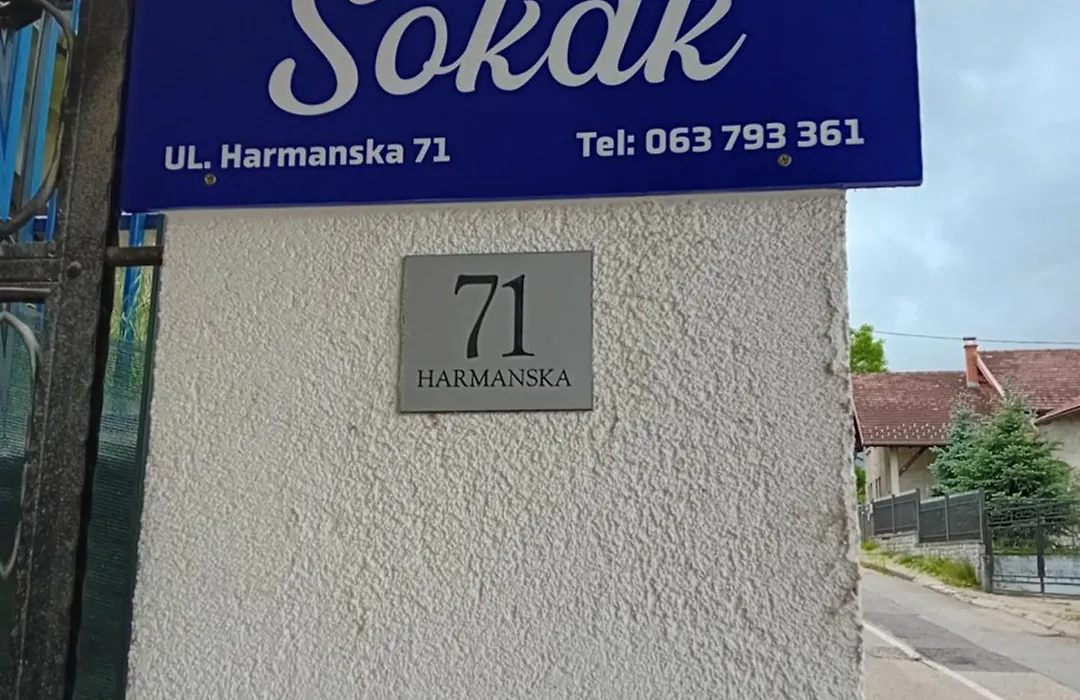 Sokak
UL. Harmanska 71
Tel: 063 793 361
71
HARMANSKA